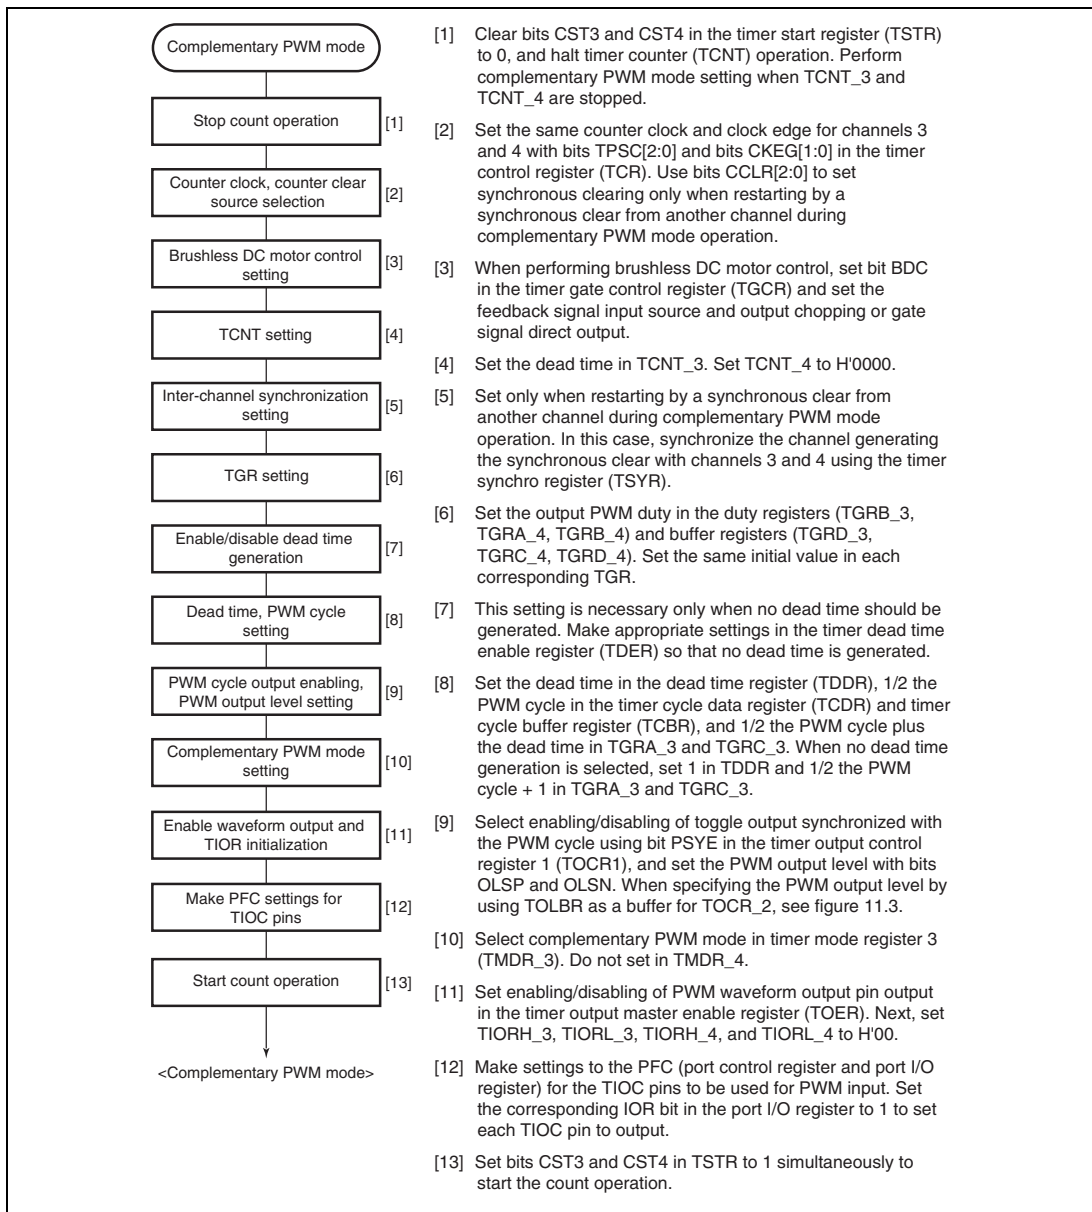 Complementary PWM mode
Stop count operation
[1]
Counter clock, counter clear
source selection
[2]
Brushless DC motor control
setting
[3]
TCNT setting
[4]
Inter-channel synchronization
setting
[5]
TGR setting
[6]
Enable/disable dead time
generation
[7]
Dead time, PWM cycle
setting
[8]
PWM cycle output enabling,
PWM output level setting
[9]
Complementary PWM mode
setting
[10]
Enable waveform output and
TIOR initialization
[11]
Make PFC settings for
TIOC pins
[12]
Start count operation
[13]
<Complementary PWM mode>
[1] Clear bits CST3 and CST4 in the timer start register (TSTR)
to 0, and halt timer counter (TCNT) operation. Perform
complementary PWM mode setting when TCNT_3 and
TCNT_4 are stopped.
[2] Set the same counter clock and clock edge for channels 3
and 4 with bits TPSC[2:0] and bits CKEG[1:0] in the timer
control register (TCR). Use bits CCLR[2:0] to set
synchronous clearing only when restarting by a
synchronous clear from another channel during
complementary PWM mode operation.
[3] When performing brushless DC motor control, set bit BDC
in the timer gate control register (TGCR) and set the
feedback signal input source and output chopping or gate
signal direct output.
[4] Set the dead time in TCNT_3. Set TCNT_4 to H'0000.
[5] Set only when restarting by a synchronous clear from
another channel during complementary PWM mode
operation. In this case, synchronize the channel generating
the synchronous clear with channels 3 and 4 using the timer
synchro register (TSYR).
[6] Set the output PWM duty in the duty registers (TGRB_3,
TGRA_4, TGRB_4) and buffer registers (TGRD_3,
TGRC_4, TGRD_4). Set the same initial value in each
corresponding TGR.
[7] This setting is necessary only when no dead time should be
generated. Make appropriate settings in the timer dead time
enable register (TDER) so that no dead time is generated.
[8] Set the dead time in the dead time register (TDDR), 1/2 the
PWM cycle in the timer cycle data register (TCDR) and timer
cycle buffer register (TCBR), and 1/2 the PWM cycle plus
the dead time in TGRA_3 and TGRC_3. When no dead time
generation is selected, set 1 in TDDR and 1/2 the PWM
cycle + 1 in TGRA_3 and TGRC_3.
[9] Select enabling/disabling of toggle output synchronized with
the PWM cycle using bit PSYE in the timer output control
register 1 (TOCR1), and set the PWM output level with bits
OLSP and OLSN. When specifying the PWM output level by
using TOLBR as a buffer for TOCR_2, see figure 11.3.
[10] Select complementary PWM mode in timer mode register 3
(TMDR_3). Do not set in TMDR_4.
[11] Set enabling/disabling of PWM waveform output pin output
in the timer output master enable register (TOER). Next, set
TIORH_3, TIORL_3, TIORH_4, and TIORL_4 to H'00.
[12] Make settings to the PFC (port control register and port I/O
register) for the TIOC pins to be used for PWM input. Set
the corresponding IOR bit in the port I/O register to 1 to set
each TIOC pin to output.
[13] Set bits CST3 and CST4 in TSTR to 1 simultaneously to
start the count operation.